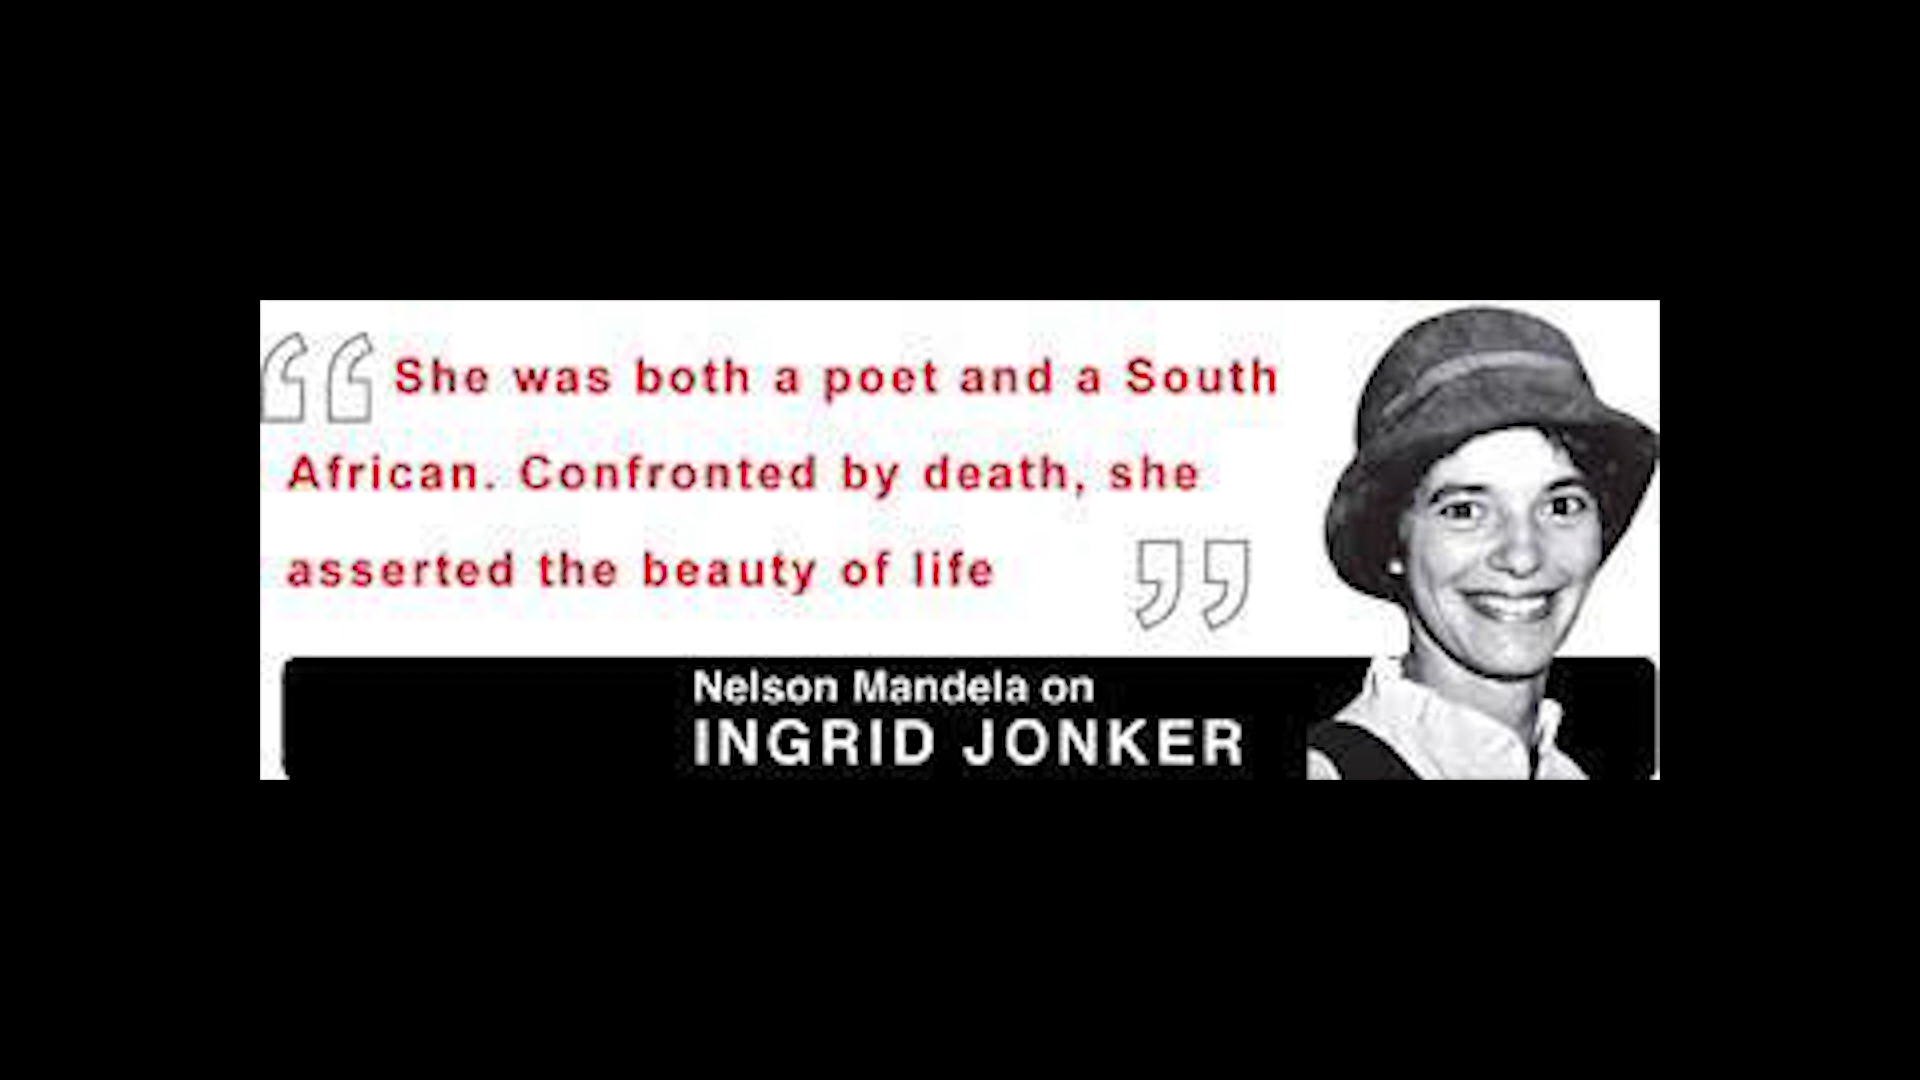 “She was both a poet and a South
African. Confronted by death, she
asserted the beauty of life ”
Nelson Mandela on
INGRID JONKER